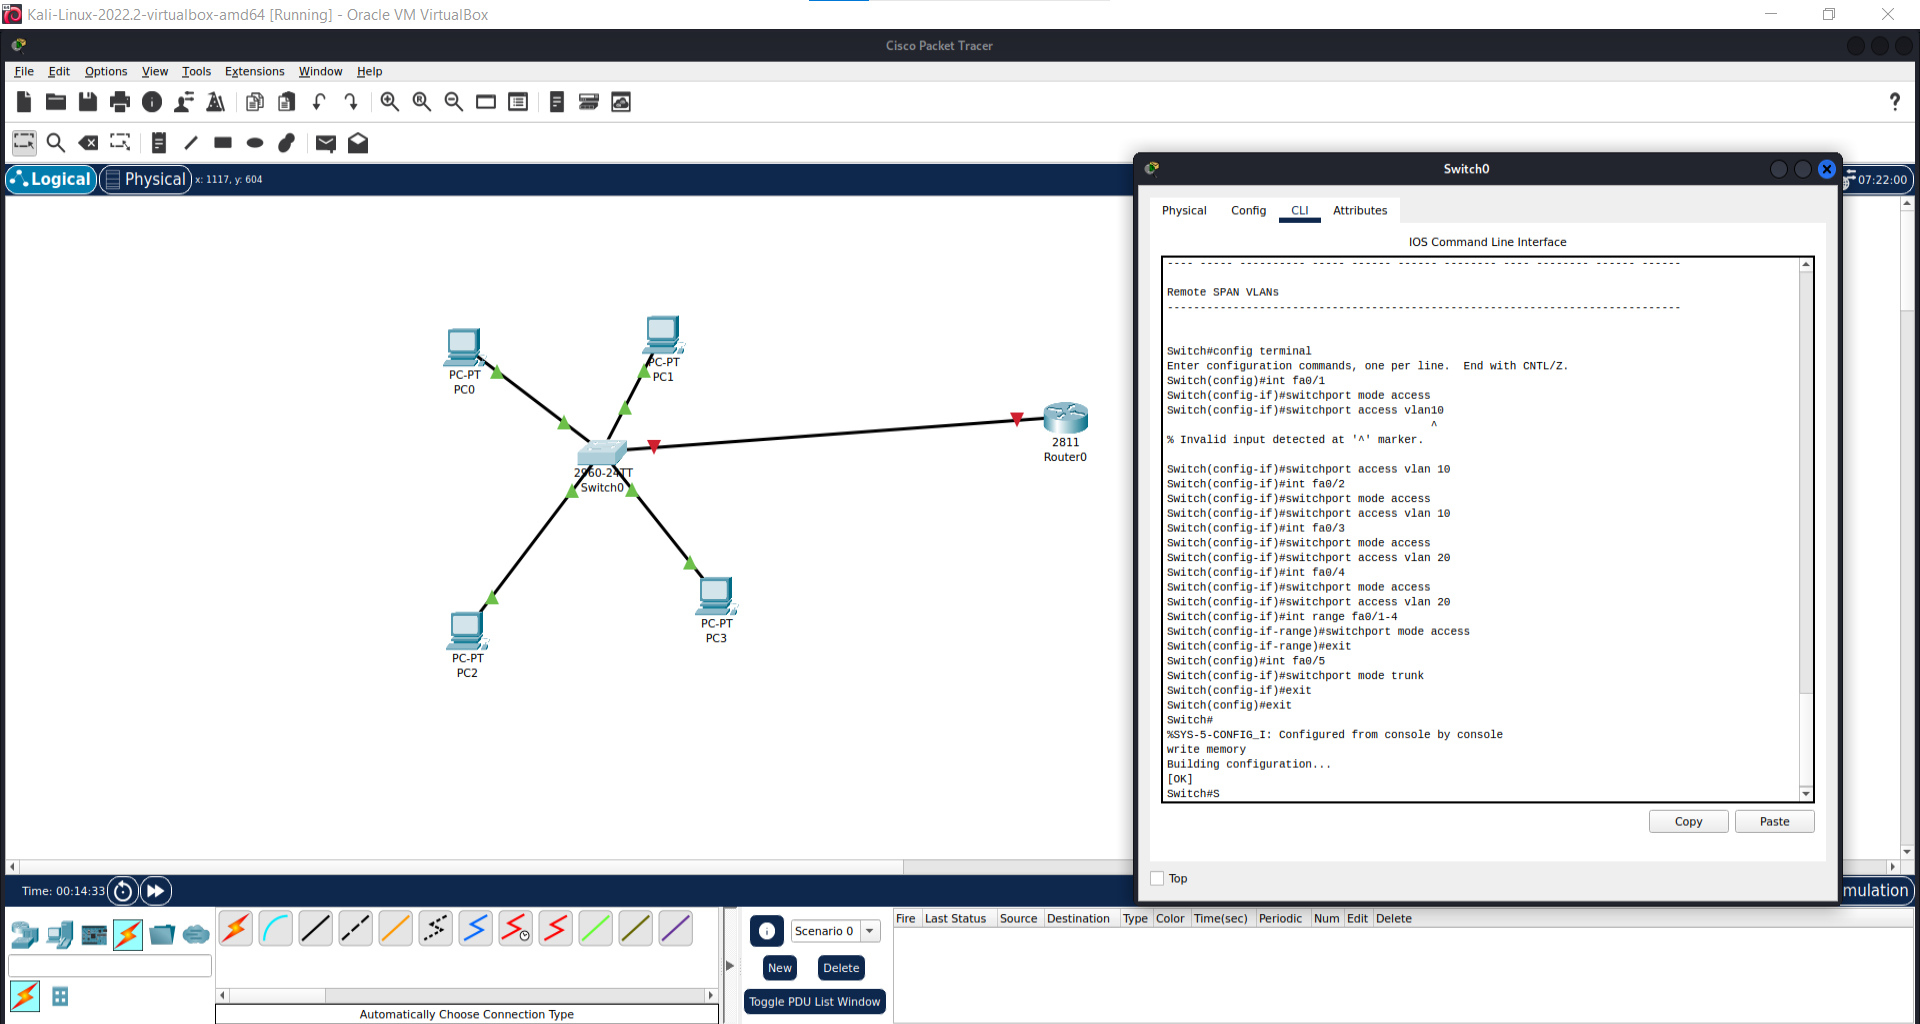 Kali-Linux-2022.2-virtualbox-amd64 [Running] - Oracle VM VirtualBox
Cisco Packet Tracer
File Edit Options View Tools Extensions Window Help
?
Logical Physical x: 1117, y: 604
07:22:00
Switch0
Physical Config CLI Attributes
IOS Command Line Interface
---- ----- ---------- ----- ------ ------ -------- ---- -------- ------ ------
Remote SPAN VLANs
------------------------------------------------------------------------------
Switch#config terminal
Enter configuration commands, one per line. End with CNTL/Z.
Switch(config)#int fa0/1
Switch(config-if)#switchport mode access
Switch(config-if)#switchport access vlan10
^
% Invalid input detected at '^' marker.
Switch(config-if)#switchport access vlan 10
Switch(config-if)#int fa0/2
Switch(config-if)#switchport mode access
Switch(config-if)#switchport access vlan 10
Switch(config-if)#int fa0/3
Switch(config-if)#switchport mode access
Switch(config-if)#switchport access vlan 20
Switch(config-if)#int fa0/4
Switch(config-if)#switchport mode access
Switch(config-if)#switchport access vlan 20
Switch(config-if)#int range fa0/1-4
Switch(config-if-range)#switchport mode access
Switch(config-if-range)#exit
Switch(config)#int fa0/5
Switch(config-if)#switchport mode trunk
Switch(config-if)#exit
Switch(config)#exit
Switch#
%SYS-5-CONFIG_I: Configured from console by console
write memory
Building configuration...
[OK]
Switch#S
Copy Paste
Top
PC-PT
PC0
PC-PT
PC1
2811
Router0
2960-24TT
Switch0
PC-PT
PC3
PC-PT
PC2
Time: 00:14:33
mulation
Scenario 0
New Delete
Toggle PDU List Window
Fire Last Status Source Destination Type Color Time(sec) Periodic Num Edit Delete
Automatically Choose Connection Type